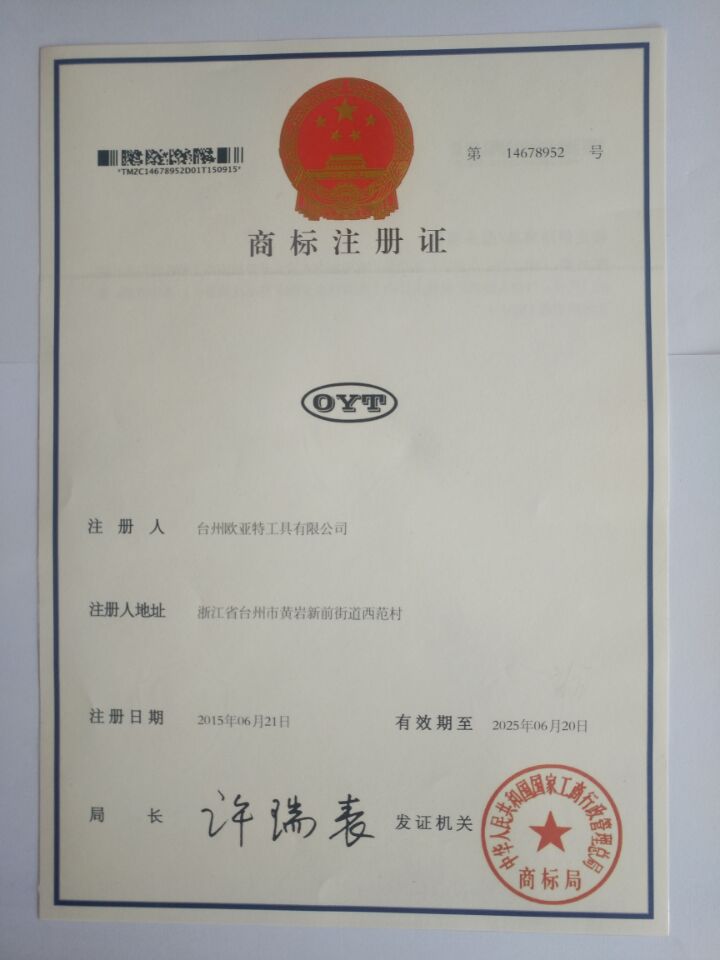 *TMZC14678952D01T150915*
第 14678952 号
商标注册证
OYT
注册人 台州欧亚特工具有限公司
注册人地址 浙江省台州市黄岩新前街道西范村
注册日期 2015年06月21日 有效期至 2025年06月20日
局长 许瑞表 发证机关
中华人民共和国国家工商行政管理总局
商标局